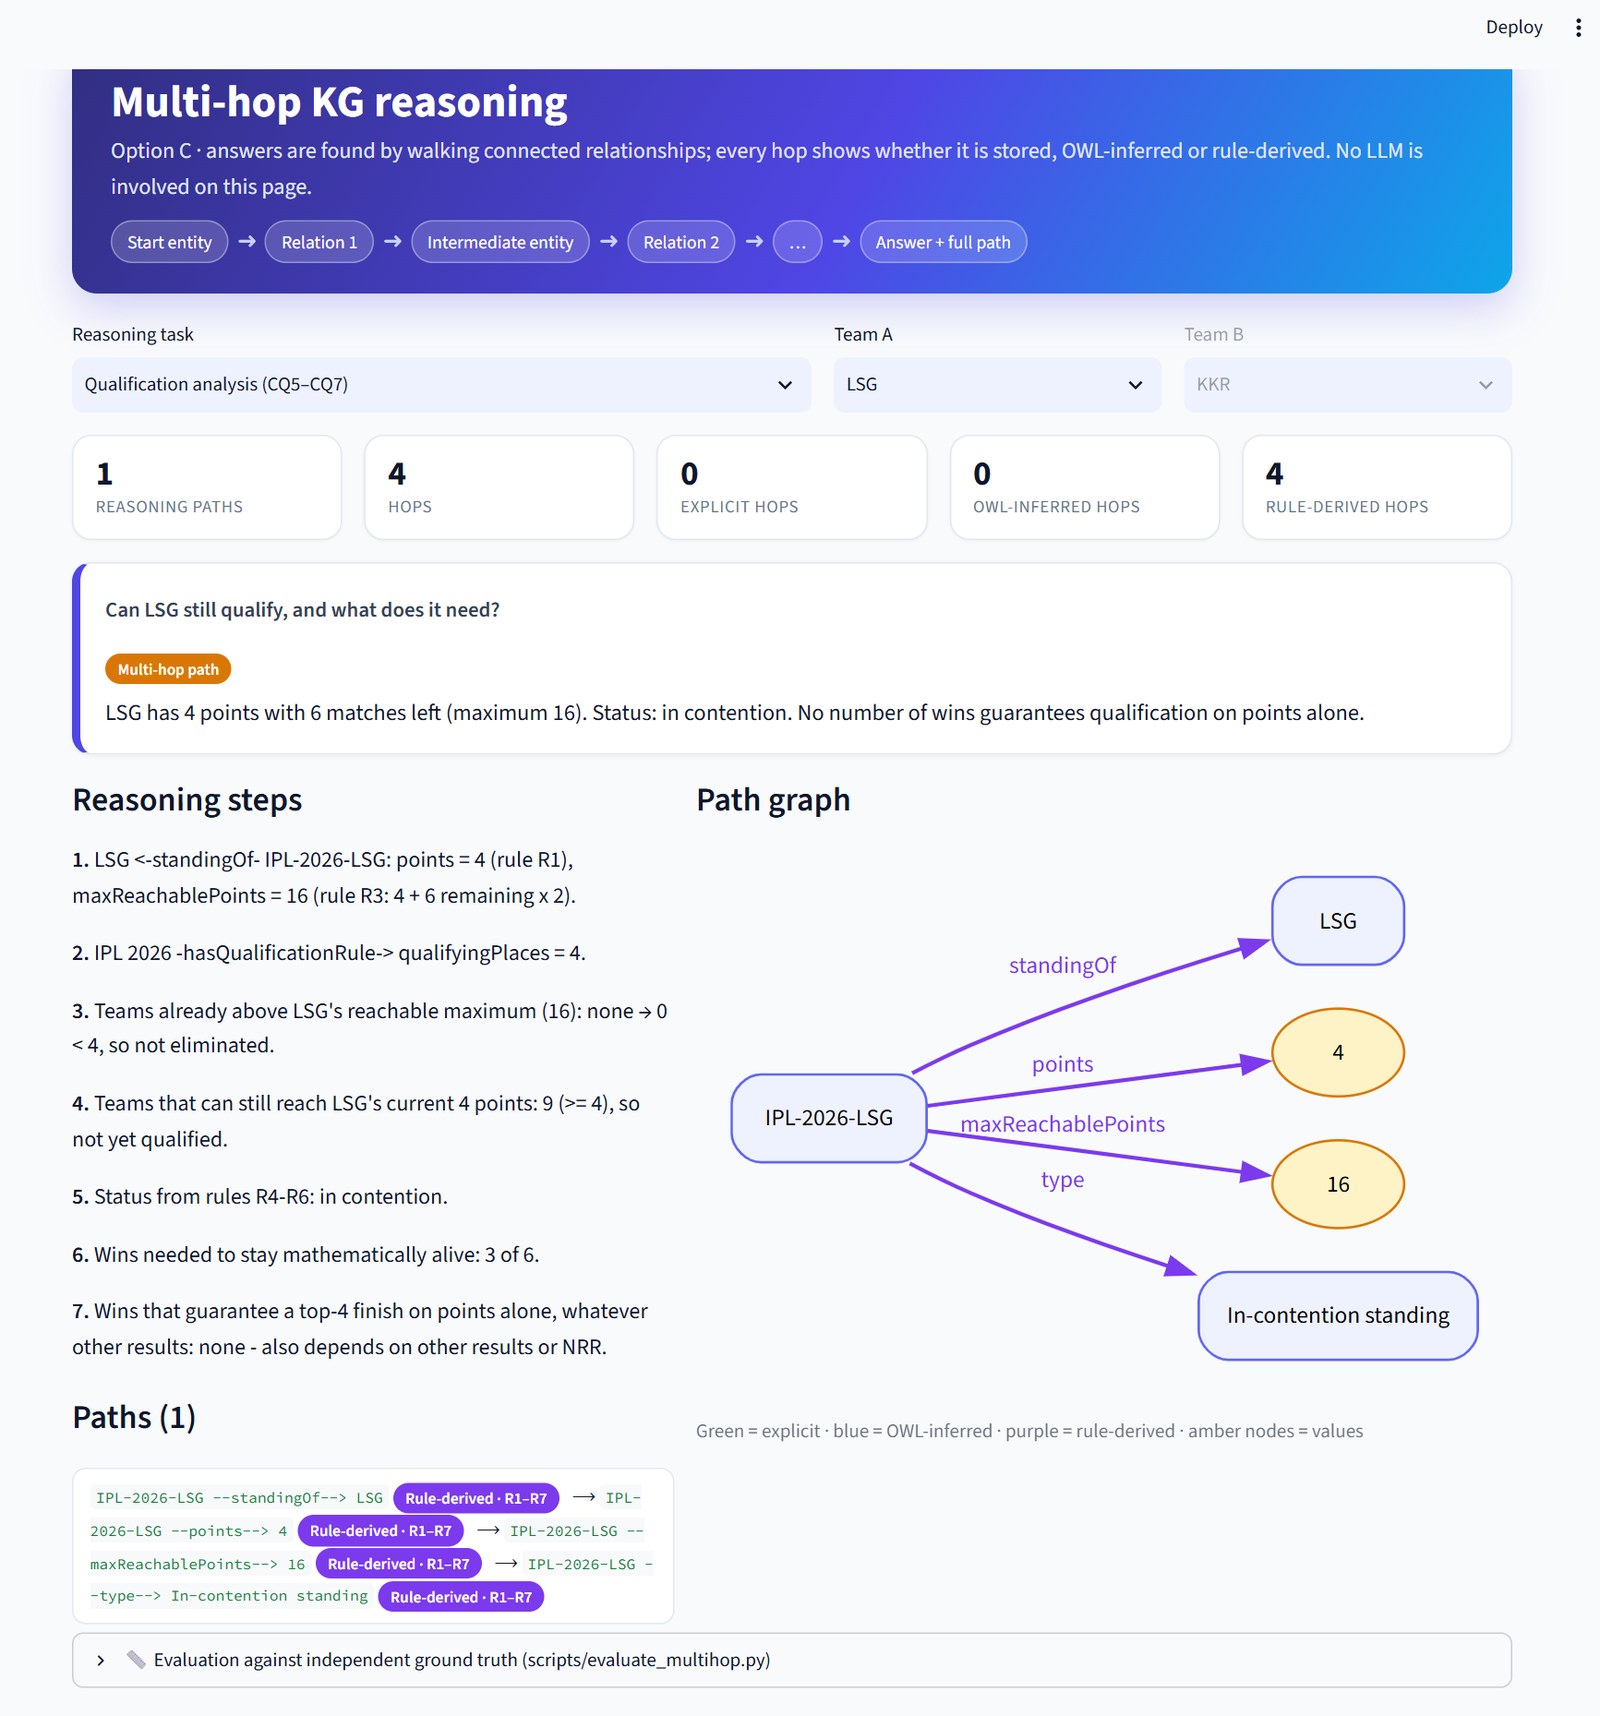 Deploy
Multi-hop KG reasoning
Option C · answers are found by walking connected relationships; every hop shows whether it is stored, OWL-inferred or rule-derived. No LLM is
involved on this page.
Start entity → Relation 1 → Intermediate entity → Relation 2 → … → Answer + full path
Reasoning task
Qualification analysis (CQ5–CQ7)
Team A
LSG
Team B
KKR
1
REASONING PATHS
4
HOPS
0
EXPLICIT HOPS
0
OWL-INFERRED HOPS
4
RULE-DERIVED HOPS
Can LSG still qualify, and what does it need?
Multi-hop path
LSG has 4 points with 6 matches left (maximum 16). Status: in contention. No number of wins guarantees qualification on points alone.
Reasoning steps
1. LSG <-standingOf- IPL-2026-LSG: points = 4 (rule R1),
maxReachablePoints = 16 (rule R3: 4 + 6 remaining x 2).
2. IPL 2026 -hasQualificationRule-> qualifyingPlaces = 4.
3. Teams already above LSG's reachable maximum (16): none → 0
< 4, so not eliminated.
4. Teams that can still reach LSG's current 4 points: 9 (>= 4), so
not yet qualified.
5. Status from rules R4-R6: in contention.
6. Wins needed to stay mathematically alive: 3 of 6.
7. Wins that guarantee a top-4 finish on points alone, whatever
other results: none - also depends on other results or NRR.
Path graph
LSG
standingOf
4
points
IPL-2026-LSG
maxReachablePoints
type
16
In-contention standing
Green = explicit · blue = OWL-inferred · purple = rule-derived · amber nodes = values
Paths (1)
IPL-2026-LSG --standingOf--> LSG Rule-derived · R1–R7 → IPL-
2026-LSG --points--> 4 Rule-derived · R1–R7 → IPL-2026-LSG --
maxReachablePoints--> 16 Rule-derived · R1–R7 → IPL-2026-LSG -
-type--> In-contention standing Rule-derived · R1–R7
Evaluation against independent ground truth (scripts/evaluate_multihop.py)